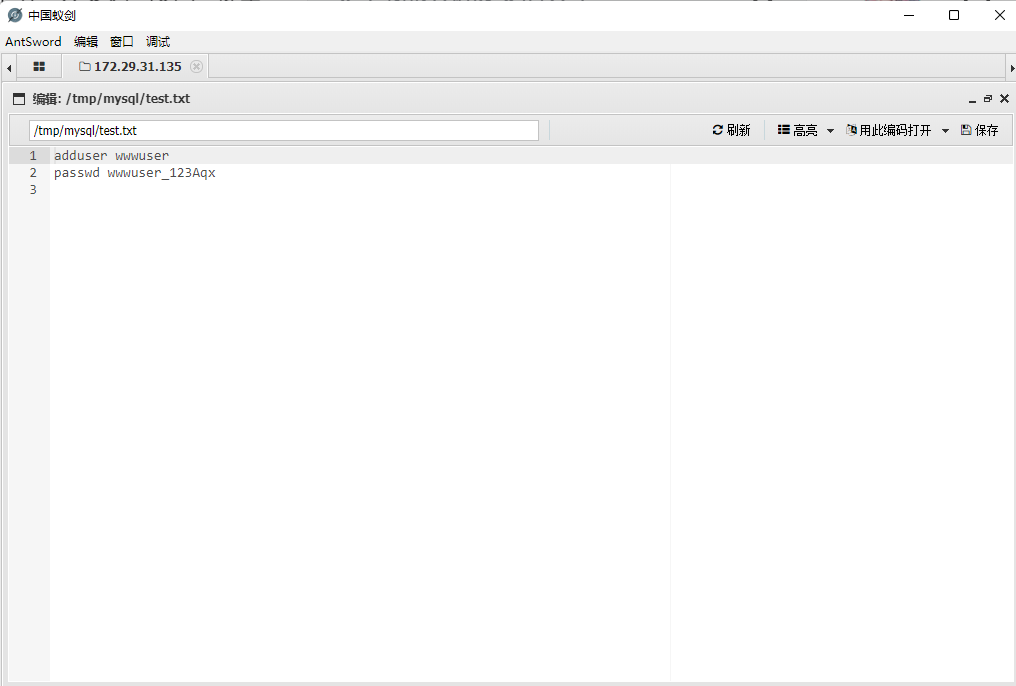 中国蚁剑
AntSword 编辑 窗口 调试
172.29.31.135
编辑: /tmp/mysql/test.txt
/tmp/mysql/test.txt 刷新 高亮 用此编码打开 保存
1 adduser wwwuser
2 passwd wwwuser_123Aqx
3